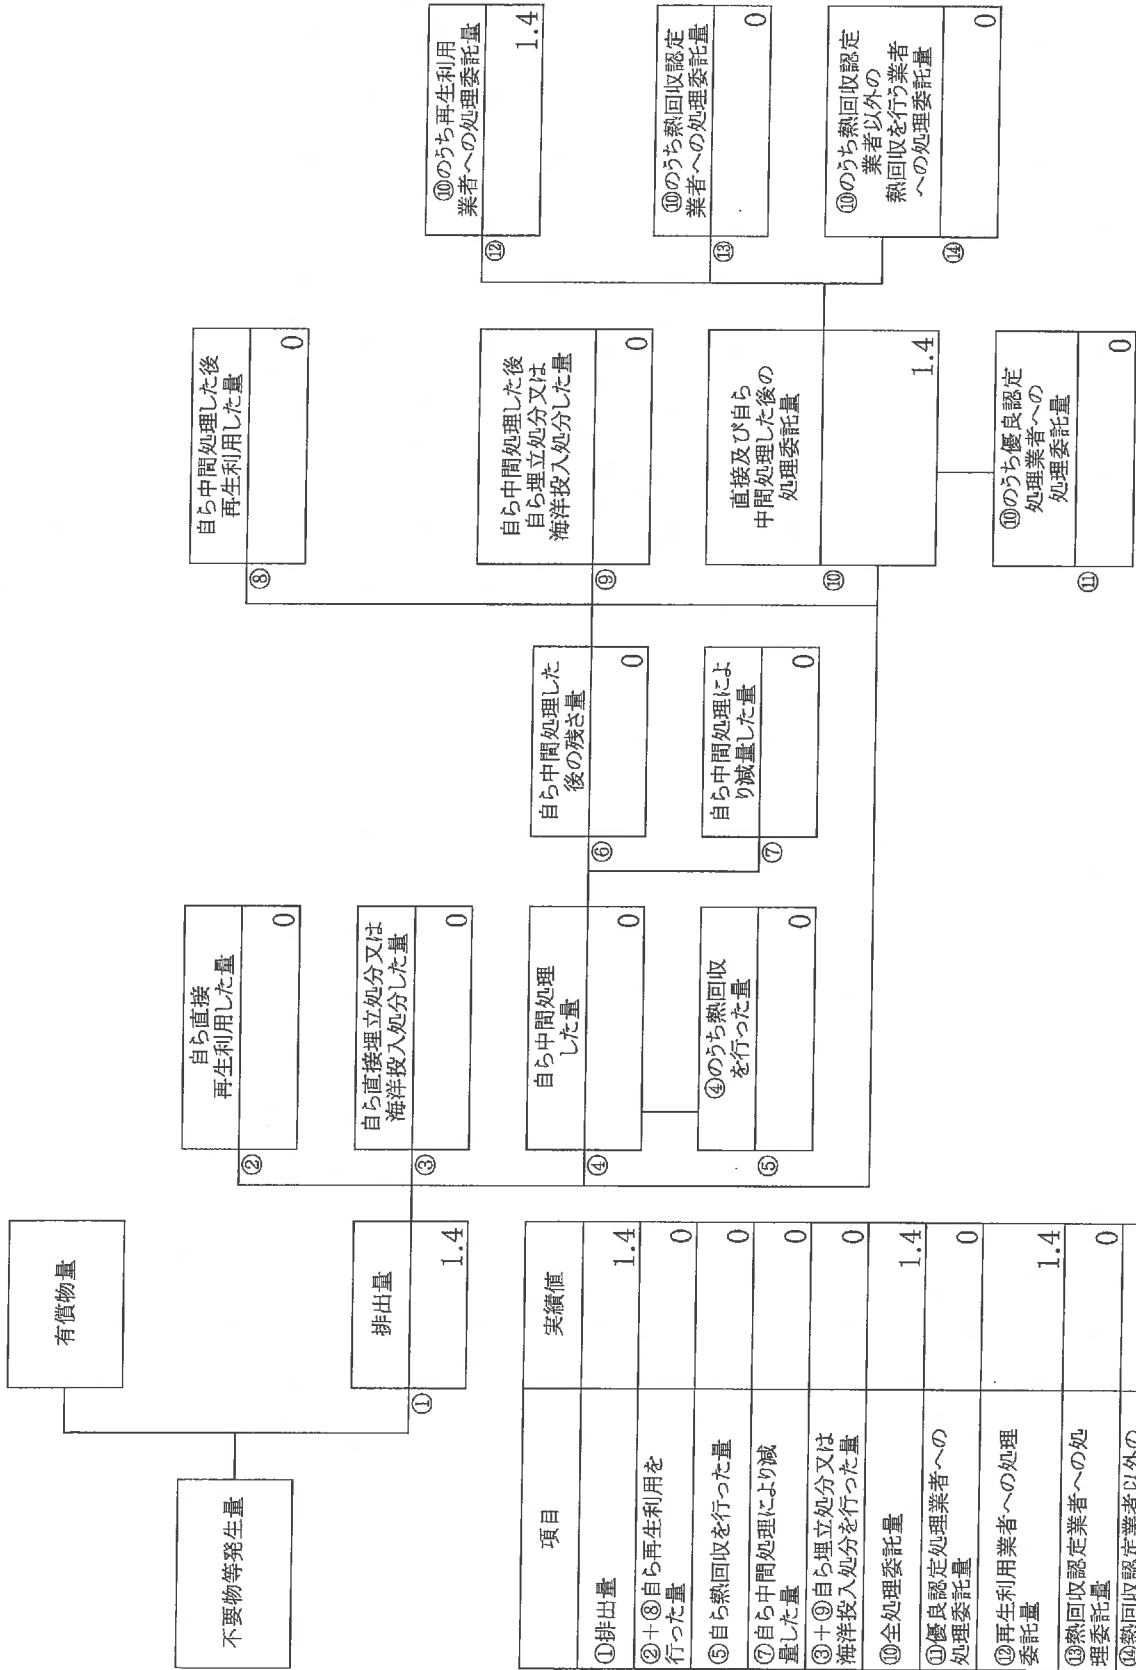 不要物等発生量
有償物量
①
排出量
1.4
②
自ら直接
再生利用した量
0
③
自ら直接埋立処分又は
海洋投入処分した量
0
④
自ら中間処理
した量
0
⑤
④のうち熱回収
を行った量
0
⑥
自ら中間処理した
後の残さ量
0
⑦
自ら中間処理によ
り減量した量
0
⑧
自ら中間処理した後
再生利用した量
0
⑨
自ら中間処理した後
自ら埋立処分又は
海洋投入処分した量
0
⑩
直接及び自ら
中間処理した後の
処理委託量
1.4
⑪
⑩のうち優良認定
処理業者への
処理委託量
0
⑫
⑩のうち再生利用
業者への処理委託量
1.4
⑬
⑩のうち熱回収認定
業者への処理委託量
0
⑭
⑩のうち熱回収認定
業者以外の
熱回収を行う業者
への処理委託量
0
項目
実績値
①排出量
1.4
②+⑧自ら再生利用を
行った量
0
⑤自ら熱回収を行った量
0
⑦自ら中間処理により減
量した量
0
③+⑨自ら埋立処分又は
海洋投入処分を行った量
0
⑩全処理委託量
1.4
⑪優良認定処理業者への
処理委託量
0
⑫再生利用業者への処理
委託量
1.4
⑬熱回収認定業者への処
理委託量
0
⑭熱回収認定業者以外の